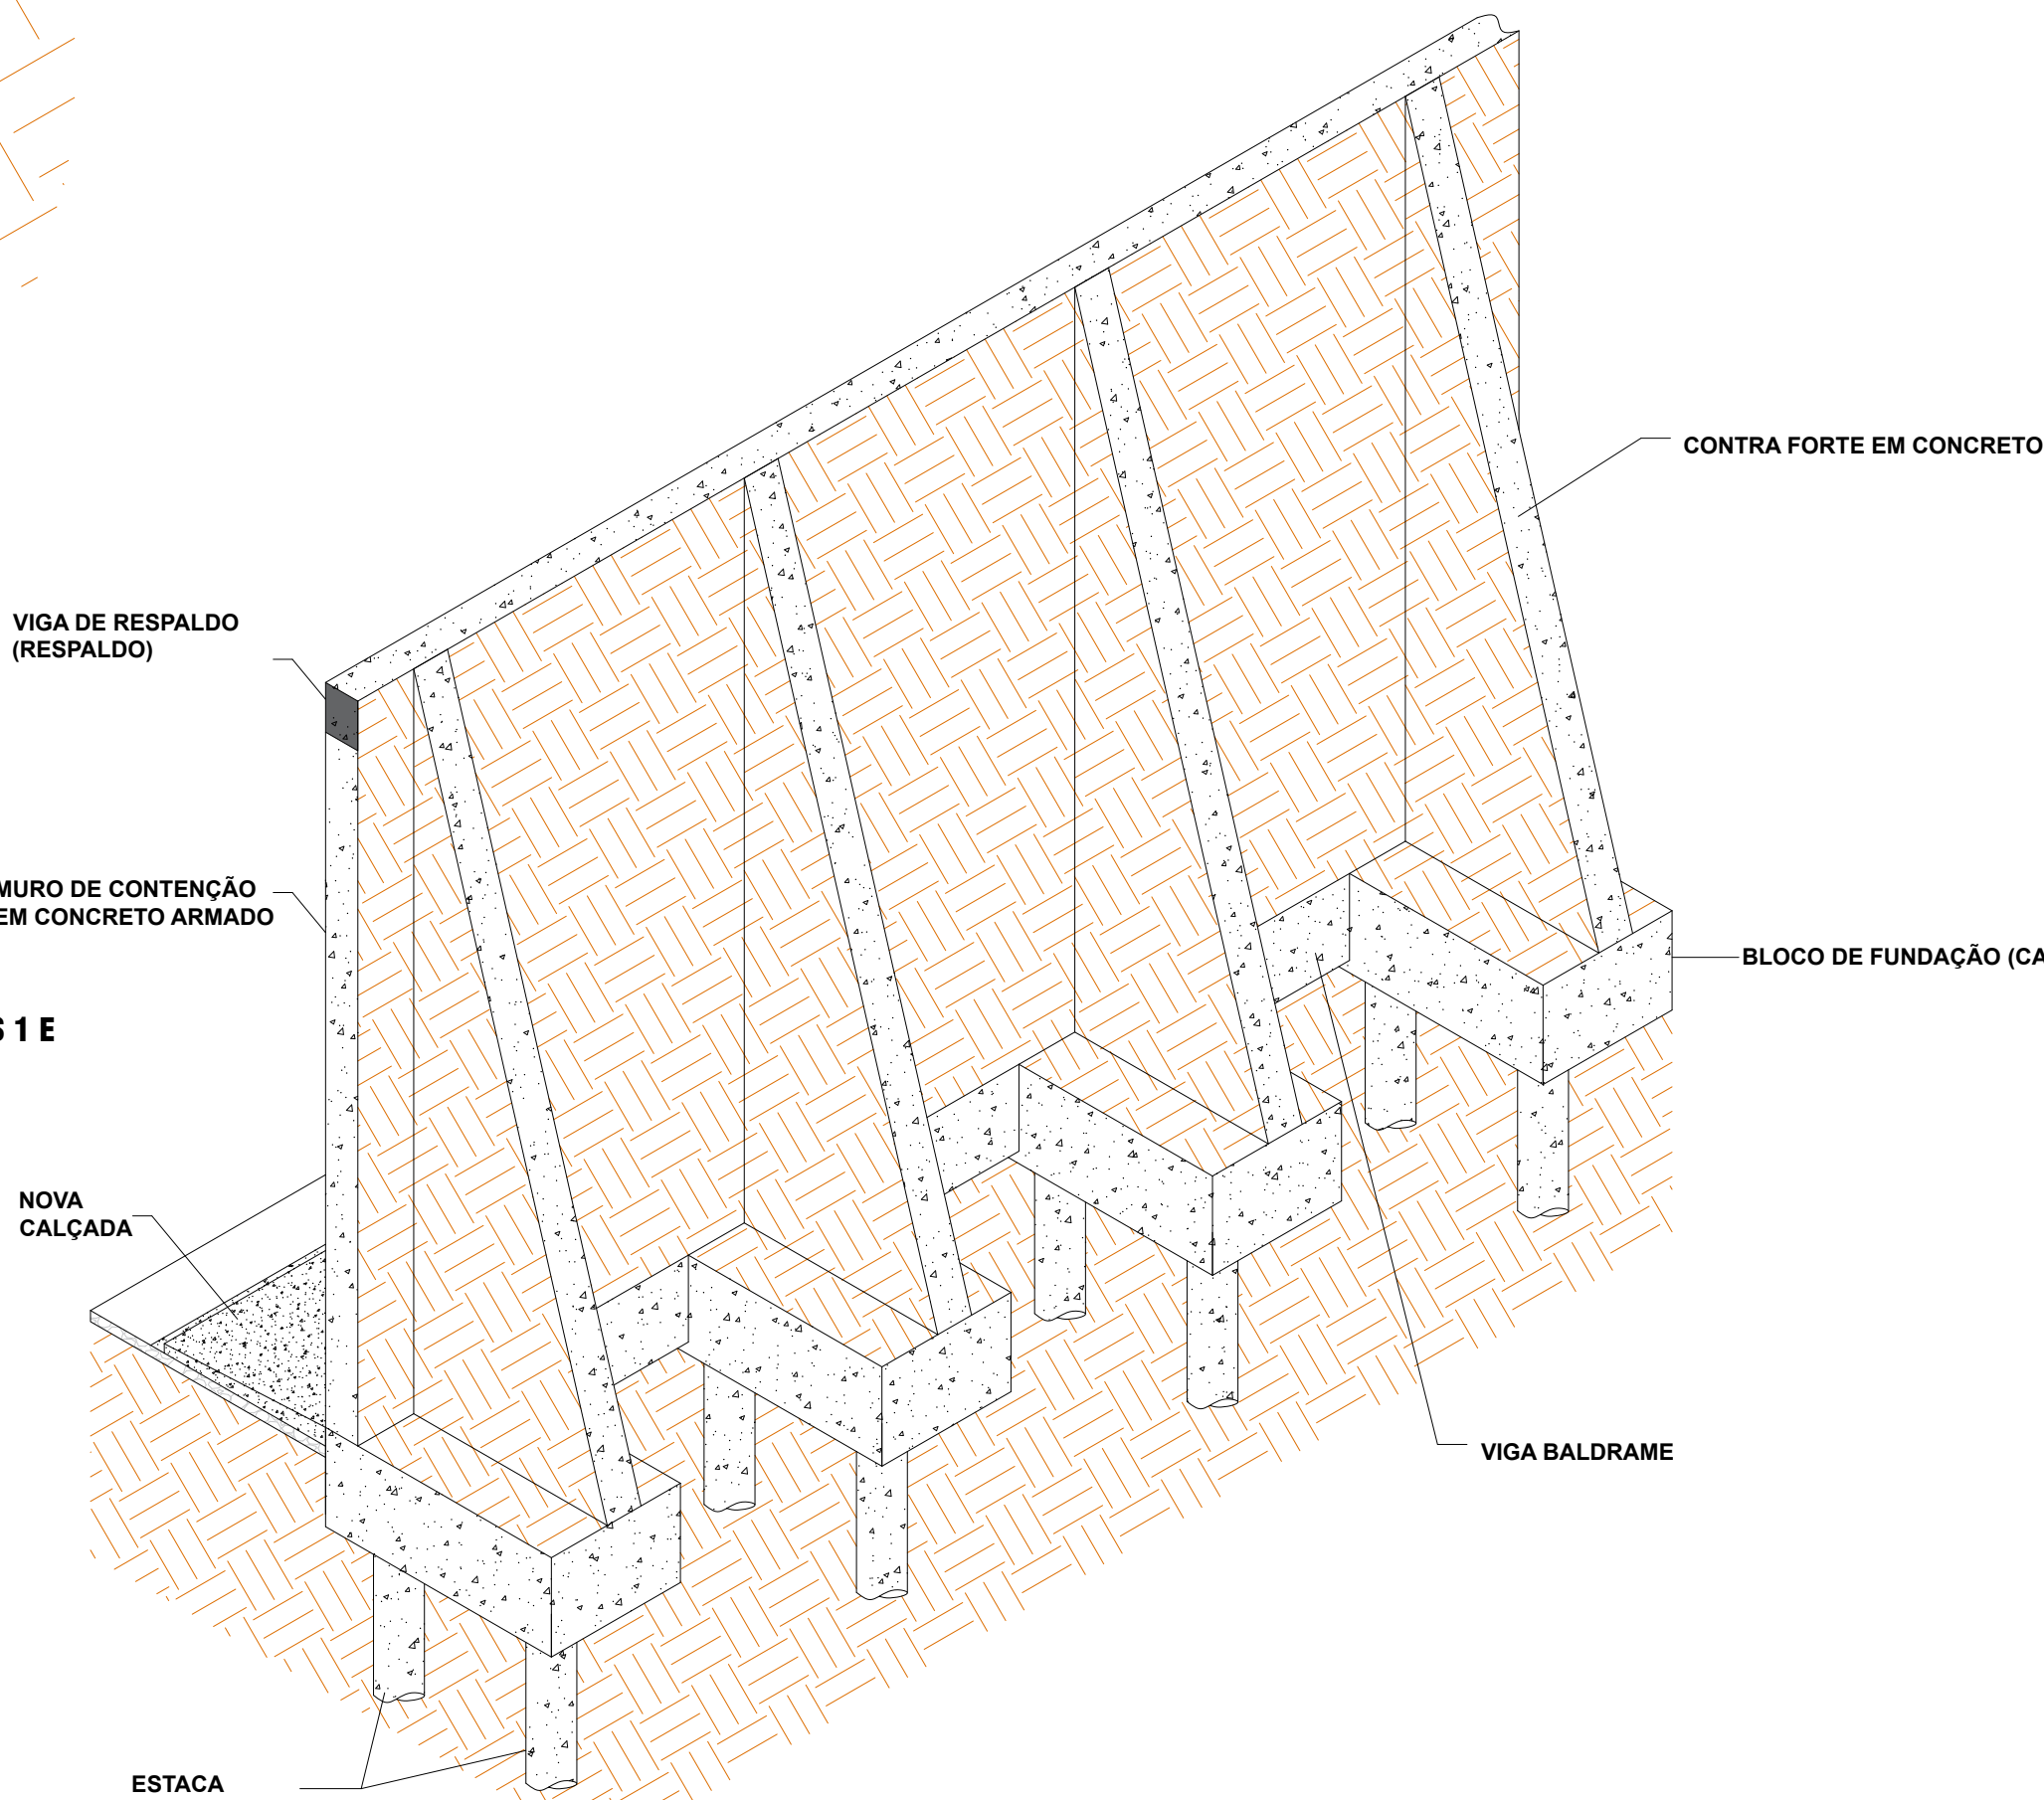 CONTRA FORTE EM CONCRETO
VIGA DE RESPALDO
(RESPALDO)
MURO DE CONTENÇÃO
EM CONCRETO ARMADO
BLOCO DE FUNDAÇÃO (CA
S 1 E
NOVA
CALÇADA
VIGA BALDRAME
ESTACA